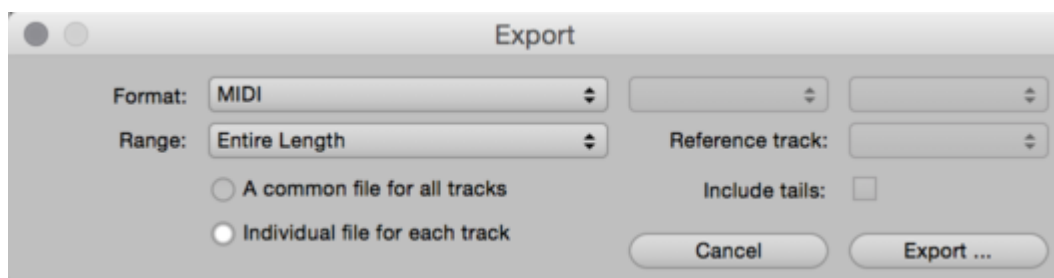 Export
Format: MIDI
Range: Entire Length Reference track:
A common file for all tracks Include tails:
Individual file for each track
Cancel Export ...